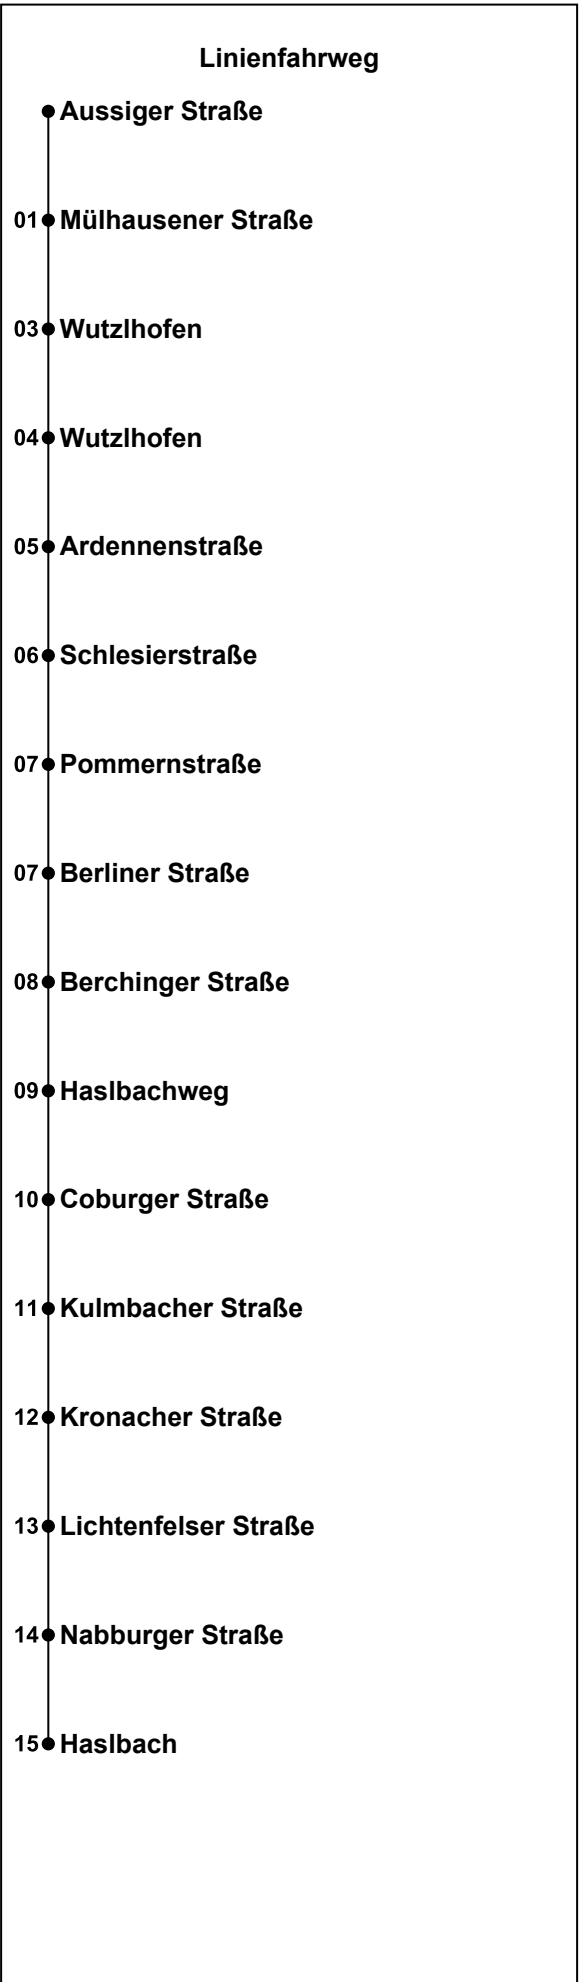 Linienfahrweg
Aussiger Straße
01 Mülhausener Straße
03 Wutzlhofen
04 Wutzlhofen
05 Ardennenstraße
06 Schlesierstraße
07 Pommernstraße
07 Berliner Straße
08 Berchinger Straße
09 Haslbachweg
10 Coburger Straße
11 Kulmbacher Straße
12 Kronacher Straße
13 Lichtenfelser Straße
14 Nabburger Straße
15 Haslbach